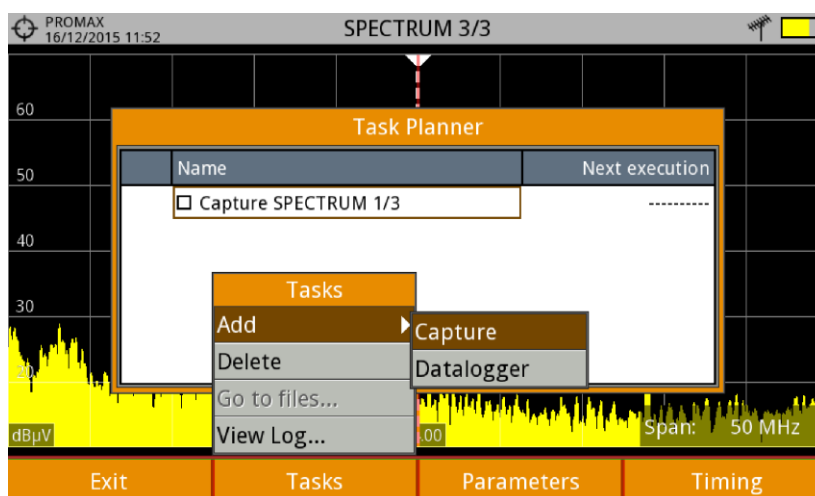 PROMAX
16/12/2015 11:52
SPECTRUM 3/3
60
50
40
30
20
dBµV
Task Planner
Name
Next execution
Capture SPECTRUM 1/3
----------
Tasks
Add
Delete
Go to files...
View Log...
Capture
Datalogger
.00
Span: 50 MHz
Exit
Tasks
Parameters
Timing